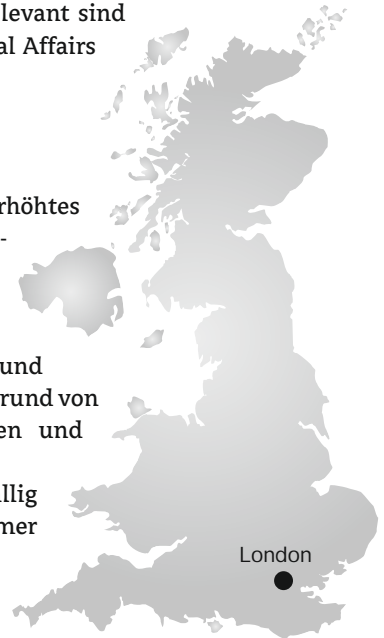 levant sind
al Affairs
rhöhtes
-
und
rund von
en und
llig
mer
London